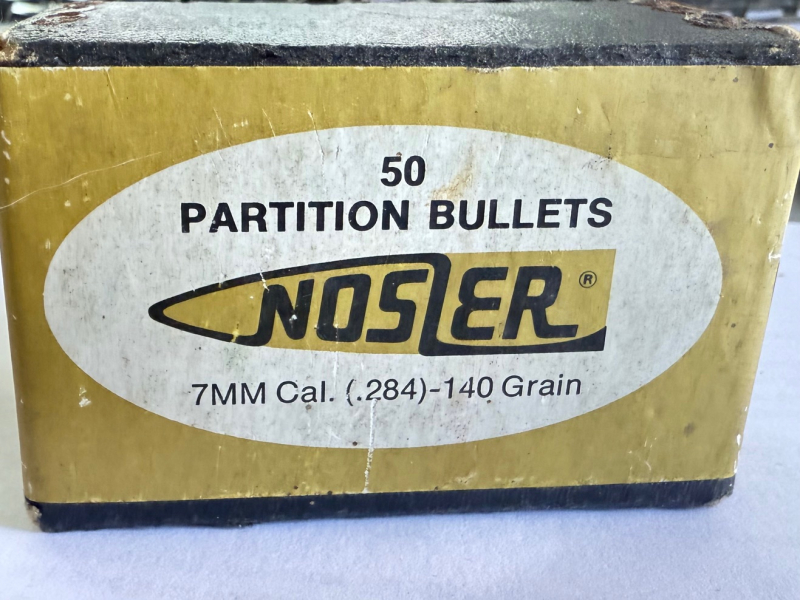 50
PARTITION BULLETS
NOSLER ®
7MM Cal. (.284)-140 Grain